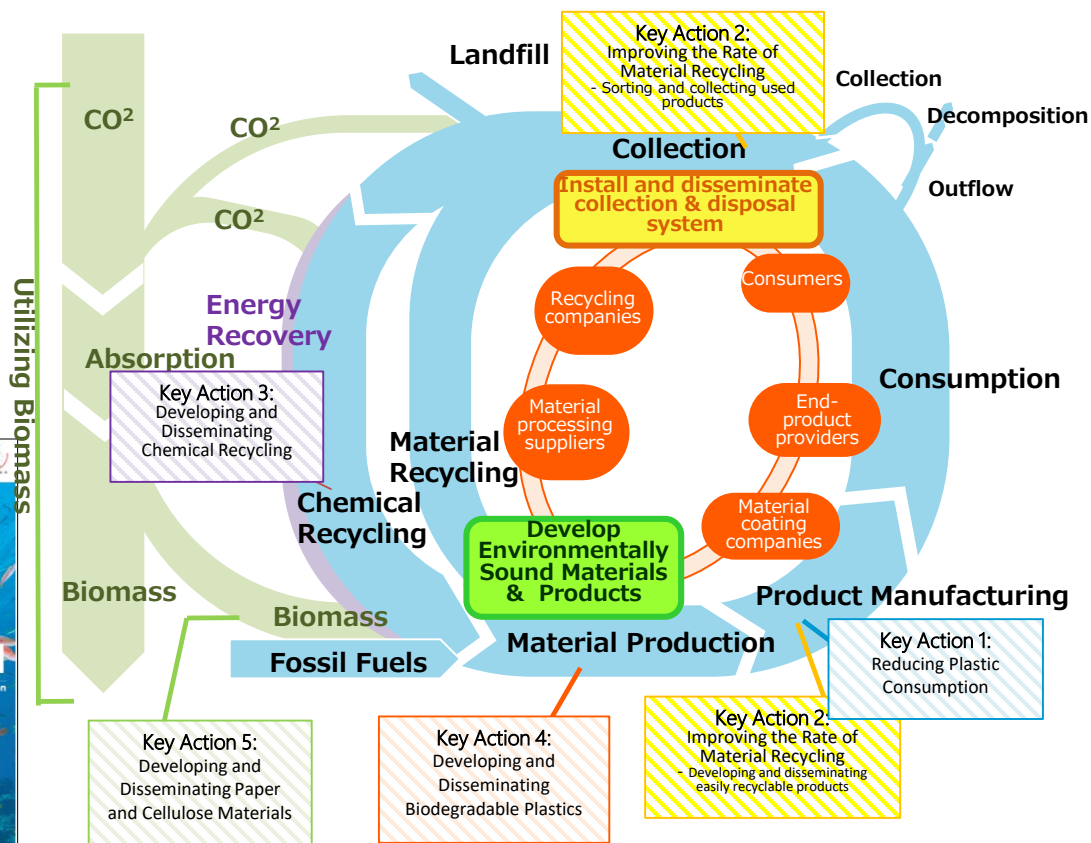 Key Action 2:
Improving the Rate of
Material Recycling
- Sorting and collecting used
products
Landfill
Collection
Decomposition
Outflow
CO²
CO²
CO²
Collection
Install and disseminate
collection & disposal
system
Consumers
Recycling
companies
Energy
Recovery
Utilizing Biomass
Absorption
Consumption
Key Action 3:
Developing and
Disseminating
Chemical Recycling
Material
processing
suppliers
End-
product
providers
Material
Recycling
Chemical
Recycling
Material
coating
companies
Develop
Environmentally
Sound Materials
& Products
Biomass
Biomass
Product Manufacturing
Material Production
Fossil Fuels
Key Action 1:
Reducing Plastic
Consumption
Key Action 5:
Developing and
Disseminating Paper
and Cellulose Materials
Key Action 4:
Developing and
Disseminating
Biodegradable Plastics
Key Action 2:
Improving the Rate of
Material Recycling
- Developing and disseminating
easily recyclable products